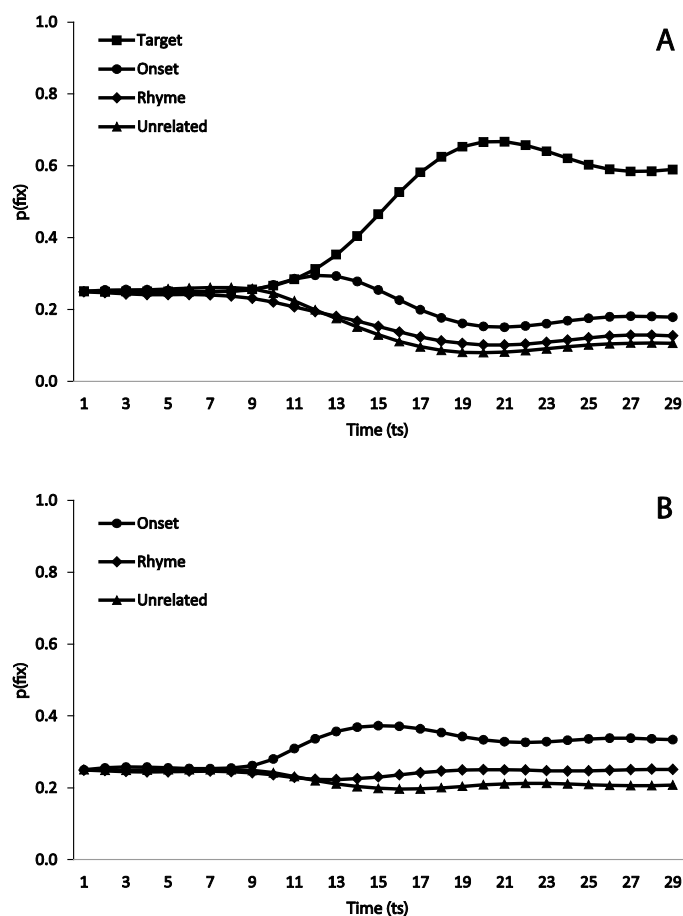 A
Target
Onset
Rhyme
Unrelated
p(fix)
1.0
0.8
0.6
0.4
0.2
0.0
1 3 5 7 9 11 13 15 17 19 21 23 25 27 29
Time (ts)
B
Onset
Rhyme
Unrelated
p(fix)
1.0
0.8
0.6
0.4
0.2
0.0
1 3 5 7 9 11 13 15 17 19 21 23 25 27 29
Time (ts)